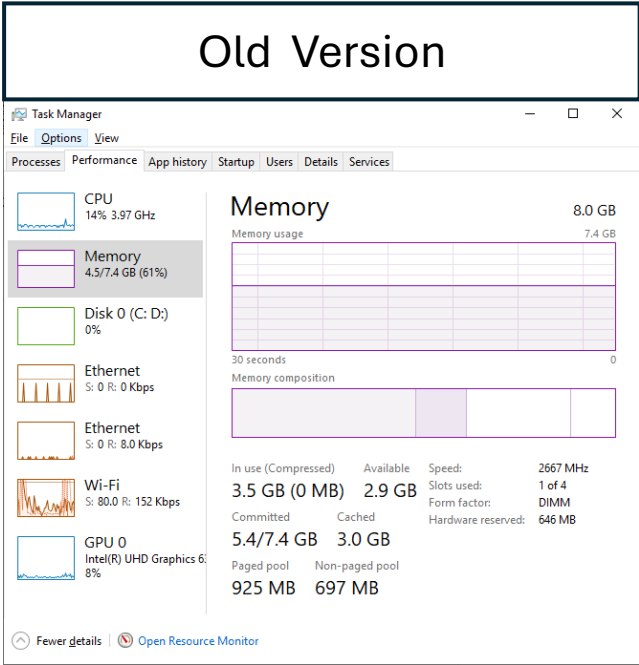 Old Version
Task Manager
File Options View
Processes Performance App history Startup Users Details Services
CPU
14% 3.97 GHz
Memory
4.5/7.4 GB (61%)
Disk 0 (C: D:)
0%
Ethernet
S: 0 R: 0 Kbps
Ethernet
S: 0 R: 8.0 Kbps
Wi-Fi
S: 80.0 R: 152 Kbps
GPU 0
Intel(R) UHD Graphics
8%
Memory 8.0 GB
Memory usage 7.4 GB
30 seconds 0
Memory composition
In use (Compressed) Available
3.5 GB (0 MB) 2.9 GB
Committed Cached
5.4/7.4 GB 3.0 GB
Paged pool Non-paged pool
925 MB 697 MB
Speed: 2667 MHz
Slots used: 1 of 4
Form factor: DIMM
Hardware reserved: 646 MB
Fewer details Open Resource Monitor